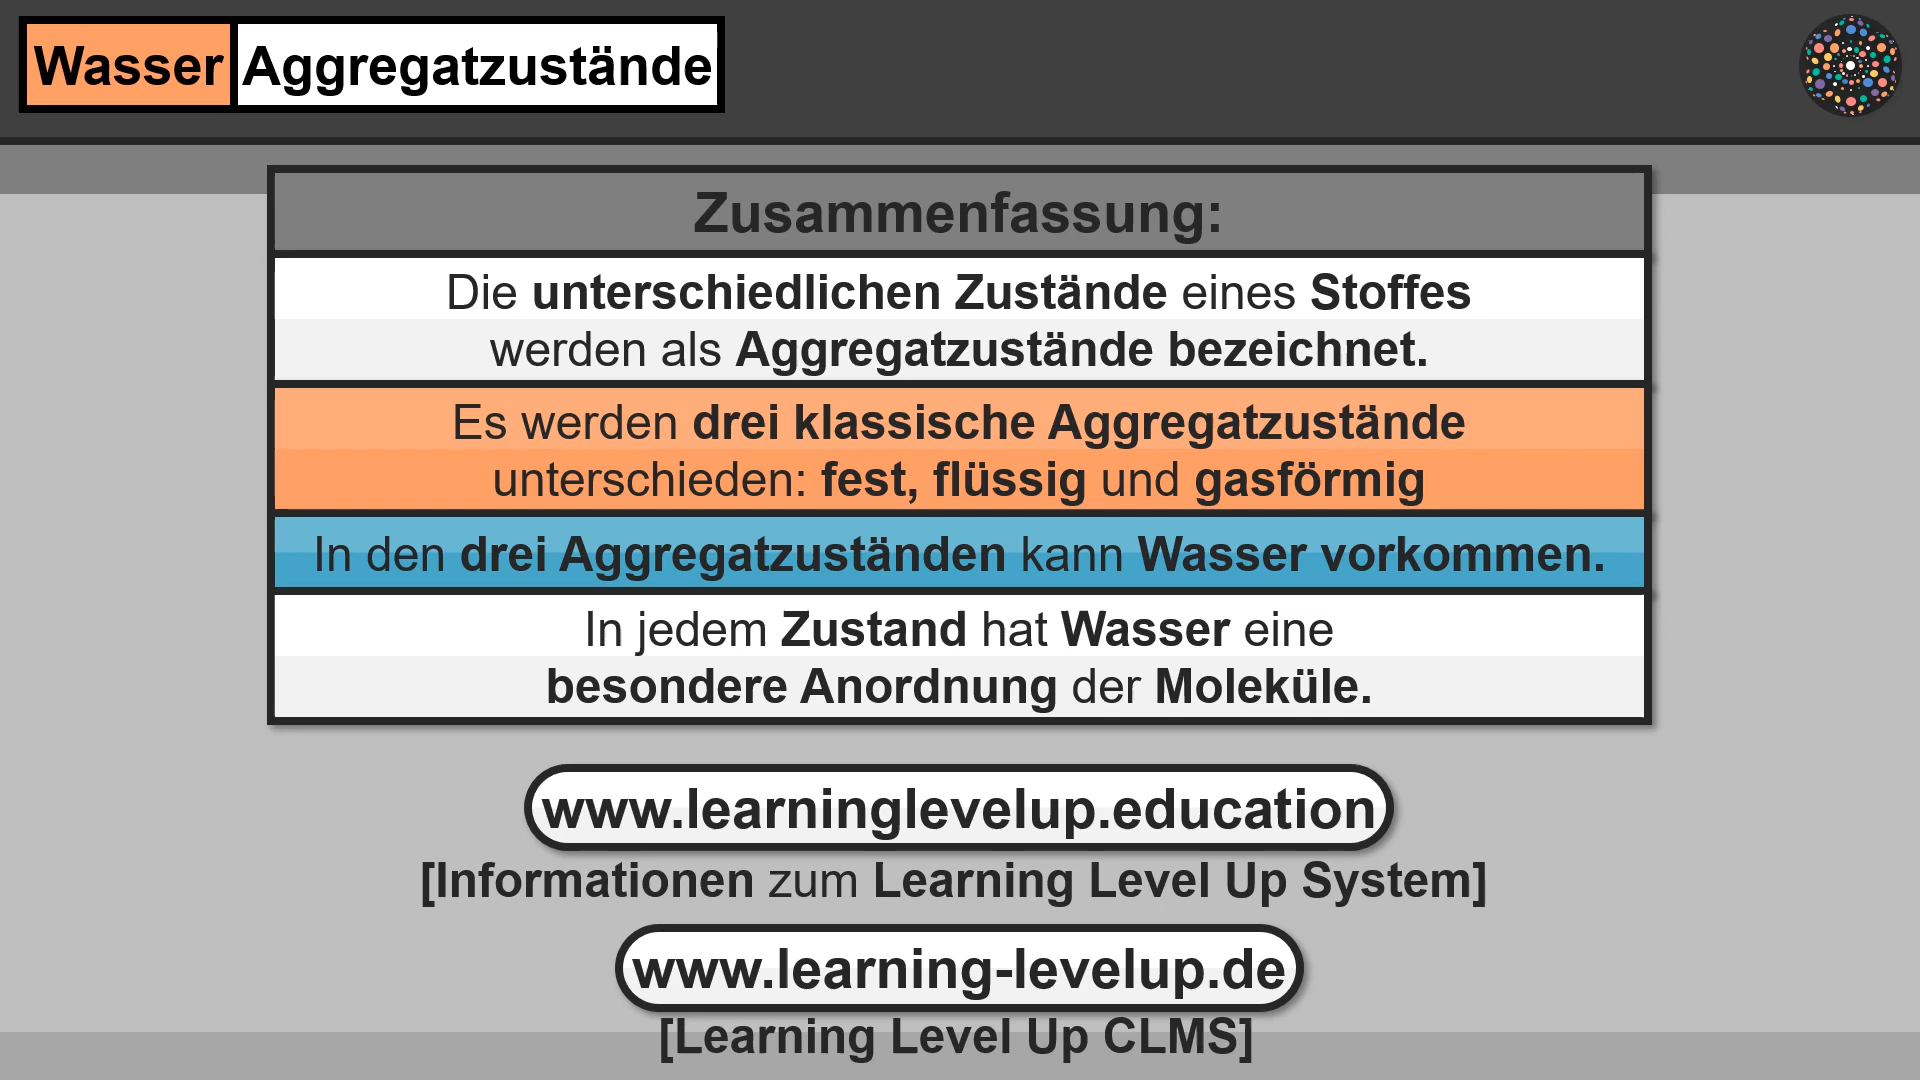 Wasser Aggregatzustände
Zusammenfassung:
Die unterschiedlichen Zustände eines Stoffes
werden als Aggregatzustände bezeichnet.
Es werden drei klassische Aggregatzustände
unterschieden: fest, flüssig und gasförmig
In den drei Aggregatzuständen kann Wasser vorkommen.
In jedem Zustand hat Wasser eine
besondere Anordnung der Moleküle.
www.learninglevelup.education
[Informationen zum Learning Level Up System]
www.learning-levelup.de
[Learning Level Up CLMS]